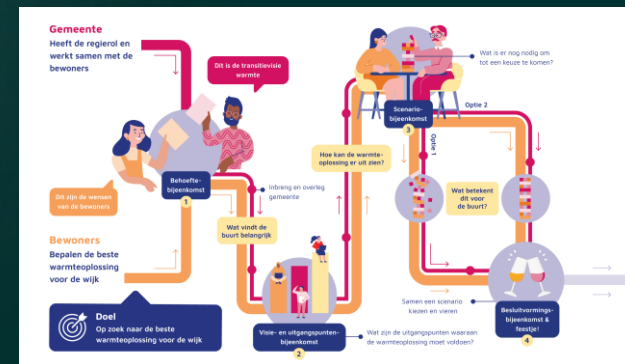 Gemeente
Heeft de regierol en
werkt samen met de
bewoners
Dit is de transitievisie
warmte
Dit zijn de wensen
van de bewoners
Behoefte-
bijeenkomst
1
Bewoners
Bepalen de beste
warmteoplossing
voor de wijk
Doel
Op zoek naar de beste
warmteoplossing voor de wijk
Inbreng en overleg
gemeente
Wat vindt de
buurt belangrijk
Visie- en uitgangspunten-
bijeenkomst
2
Wat zijn de uitgangspunten waaraan
de warmteoplossing moet voldoen?
Hoe kan de warmte-
oplossing er uit zien?
Wat is er nog nodig om
tot een keuze te komen?
Scenario-
bijeenkomst
3
Optie 2
Optie 1
Wat betekent
dit voor
de buurt?
Samen een scenario
kiezen en vieren
Besluitvormings-
bijeenkomst &
feestje!
4